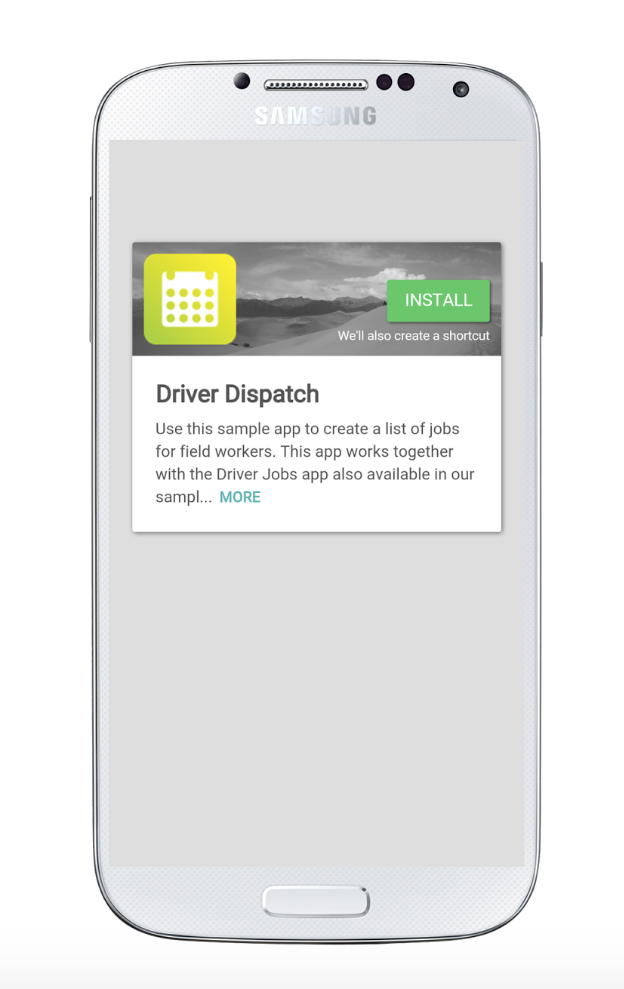 SAMSUNG
INSTALL
We'll also create a shortcut
Driver Dispatch
Use this sample app to create a list of jobs
for field workers. This app works together
with the Driver Jobs app also available in our
sampl... MORE